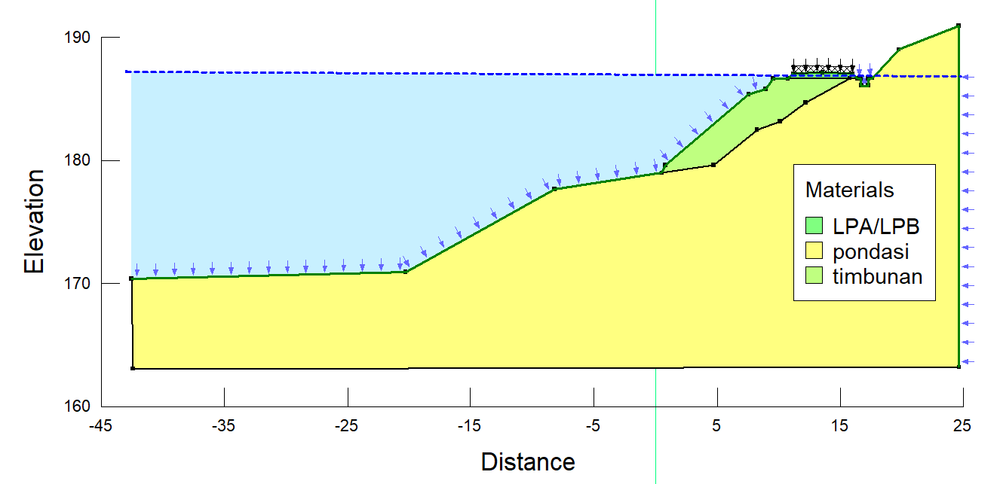 190
180
170
160
Elevation
-45
-35
-25
-15
-5
5
15
25
Distance
Materials
LPA/LPB
pondasi
timbunan